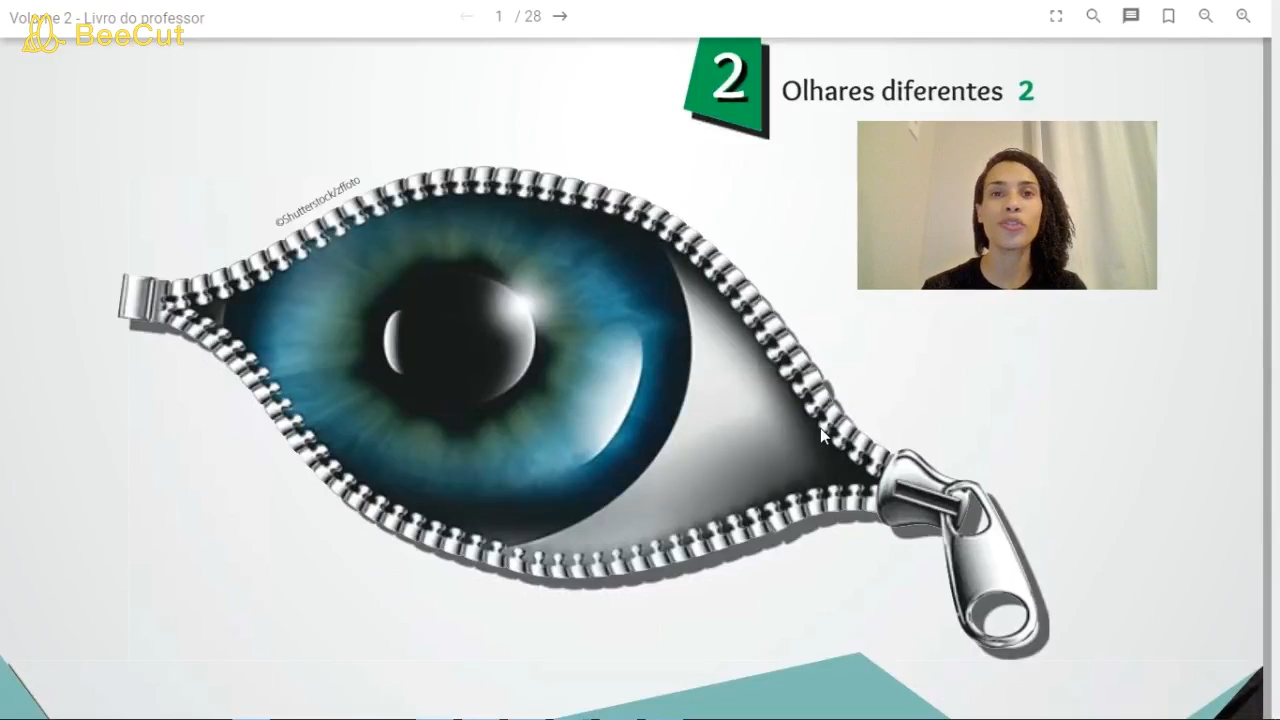 Volume 2 - Livro do professor
1 / 28
BeeCut
2
Olhares diferentes 2
©Shutterstock/zffoto